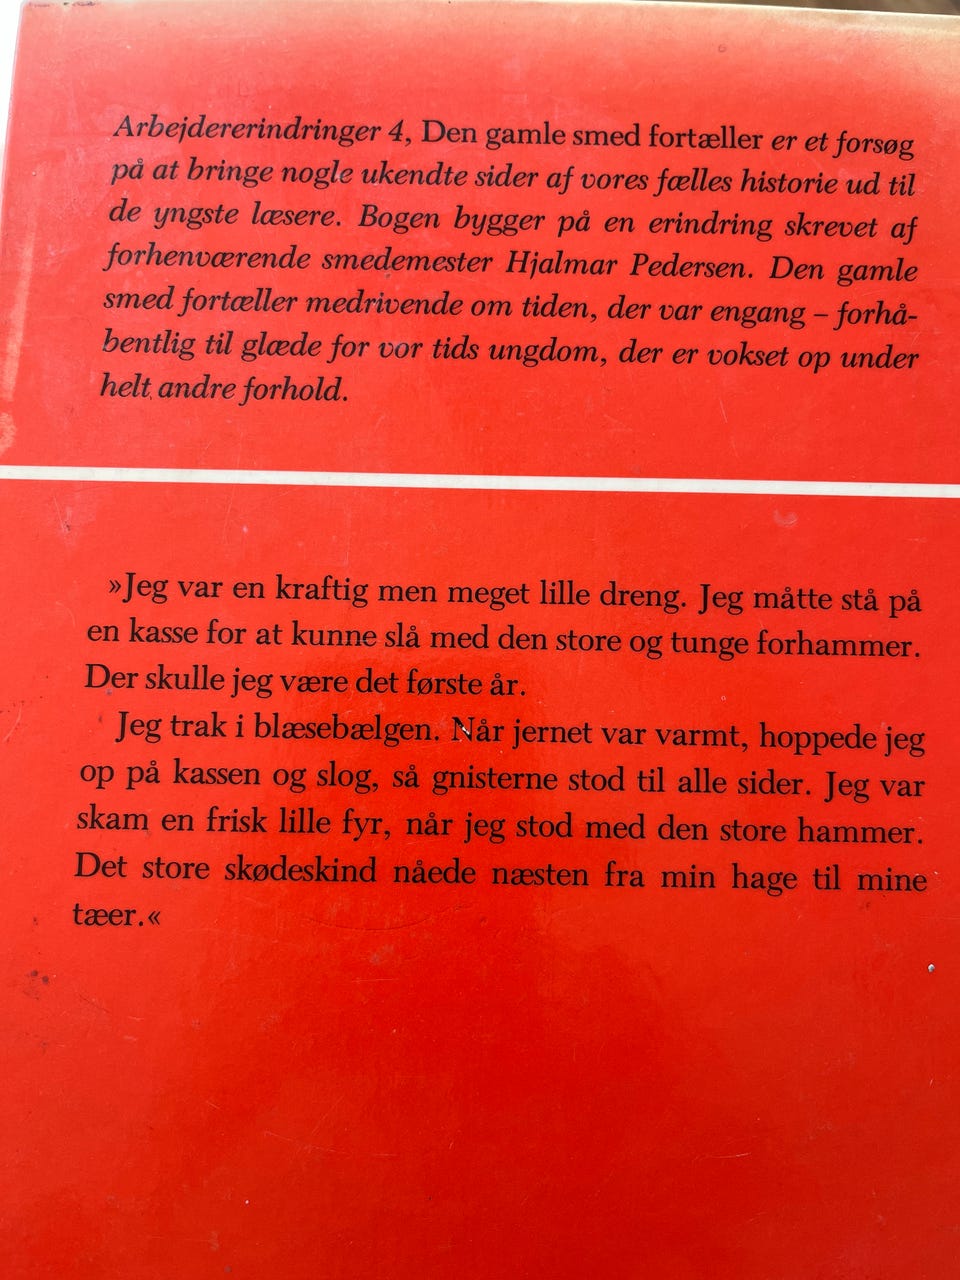 Arbejdererindringer 4, Den gamle smed fortæller er et forsøg
på at bringe nogle ukendte sider af vores fælles historie ud til
de yngste læsere. Bogen bygger på en erindring skrevet af
forhenværende smedemester Hjalmar Pedersen. Den gamle
smed fortæller medrivende om tiden, der var engang – forhå-
bentlig til glæde for vor tids ungdom, der er vokset op under
helt andre forhold.
»Jeg var en kraftig men meget lille dreng. Jeg måtte stå på
en kasse for at kunne slå med den store og tunge forhammer.
Der skulle jeg være det første år.
Jeg trak i blæsebælgen. Når jernet var varmt, hoppede jeg
op på kassen og slog, så gnisterne stod til alle sider. Jeg var
skam en frisk lille fyr, når jeg stod med den store hammer.
Det store skødeskind nåede næsten fra min hage til mine
tæer.«